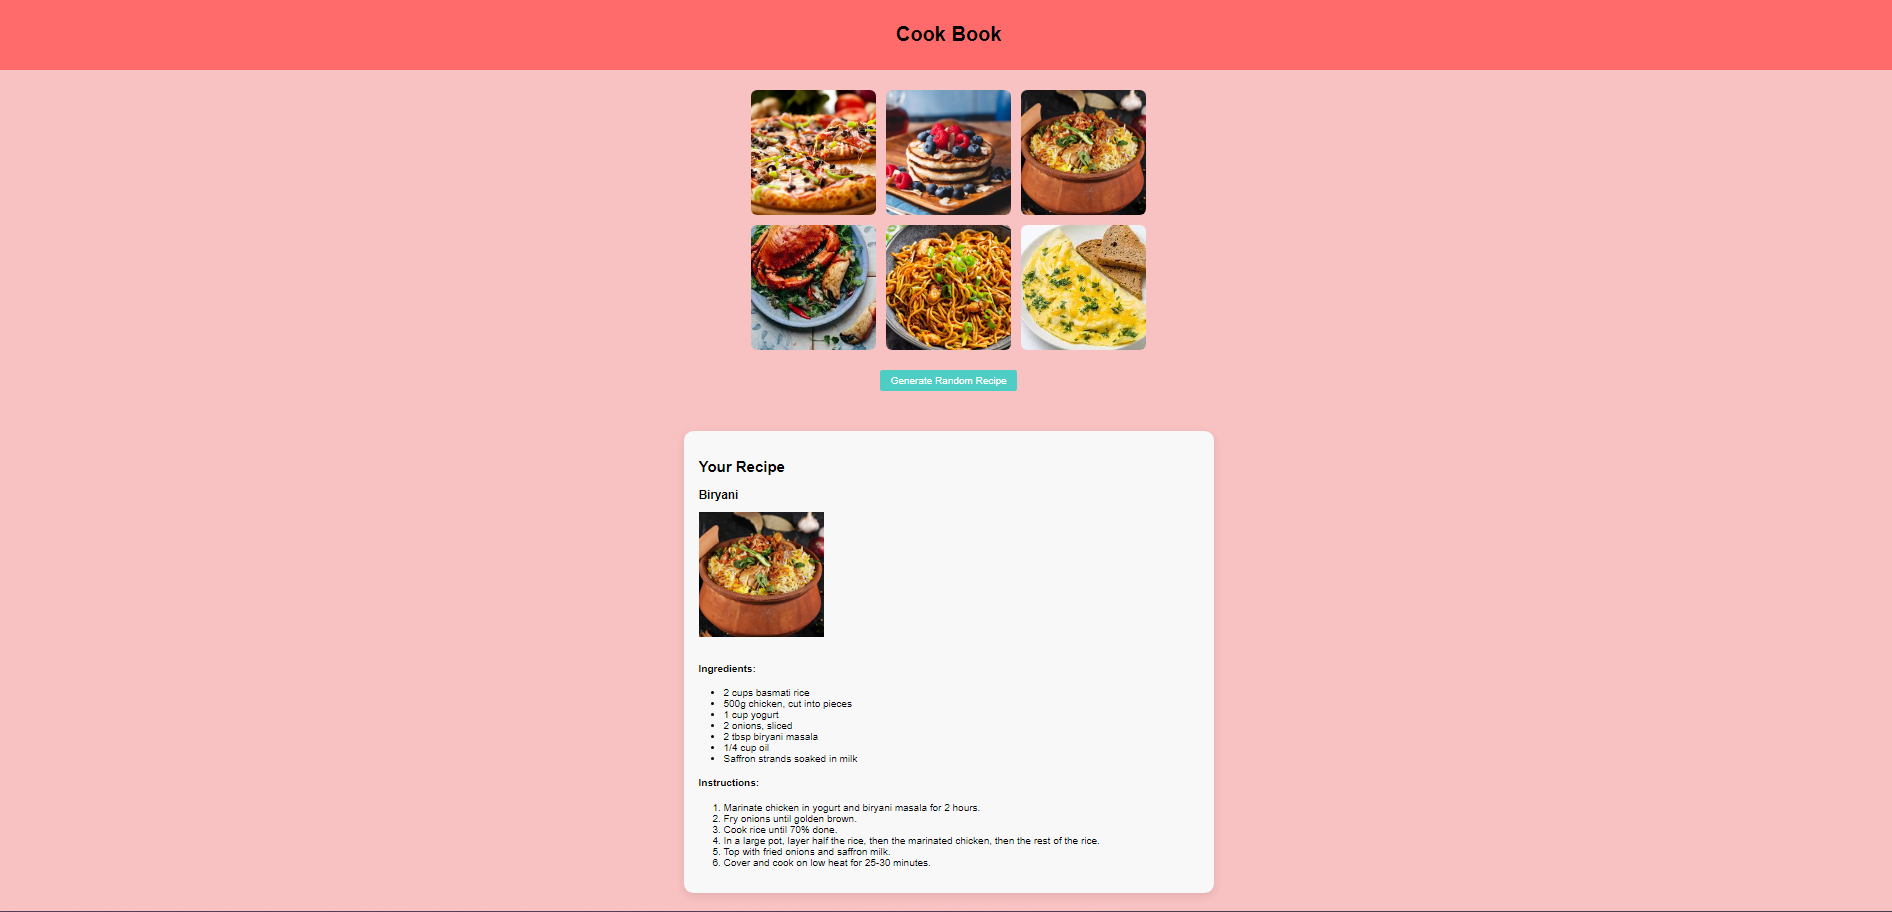 Cook Book
Generate Random Recipe
Your Recipe
Biryani
Ingredients:
• 2 cups basmati rice
• 500g chicken, cut into pieces
• 1 cup yogurt
• 2 onions, sliced
• 2 tbsp biryani masala
• 1/4 cup oil
• Saffron strands soaked in milk
Instructions:
1. Marinate chicken in yogurt and biryani masala for 2 hours.
2. Fry onions until golden brown.
3. Cook rice until 70% done.
4. In a large pot, layer half the rice, then the marinated chicken, then the rest of the rice.
5. Top with fried onions and saffron milk.
6. Cover and cook on low heat for 25-30 minutes.